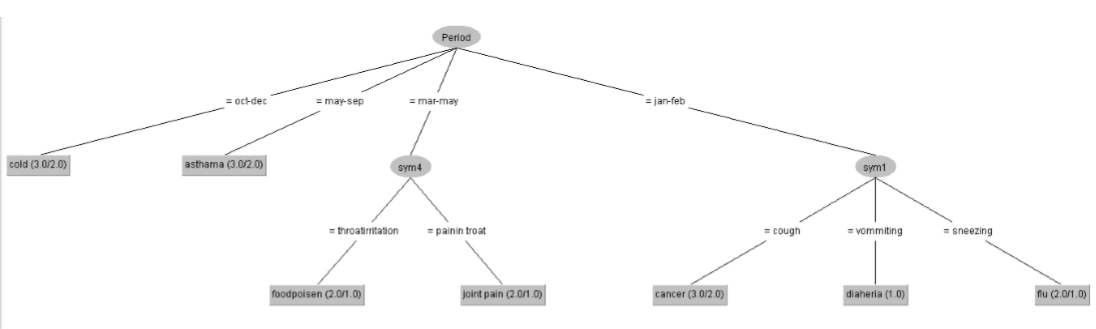 Period
= oct-dec
= may-sep
= mar-may
= jan-feb
cold (3.0/2.0)
asthama (3.0/2.0)
sym4
sym1
= throatirritation
= painin troat
= cough
= vommiting
= sneezing
foodpoisen (2.0/1.0)
joint pain (2.0/1.0)
cancer (3.0/2.0)
diaheria (1.0)
flu (2.0/1.0)